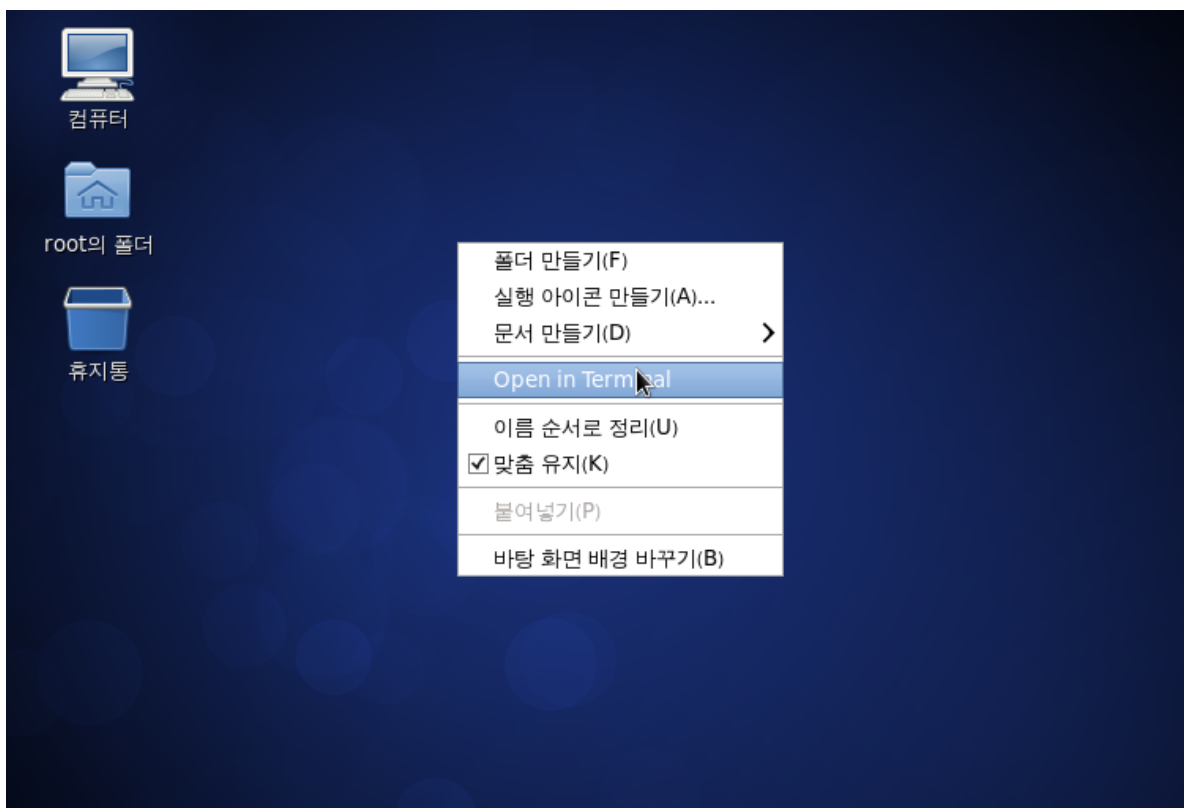 컴퓨터
root의 폴더
휴지통
폴더 만들기(F)
실행 아이콘 만들기(A)...
문서 만들기(D)
Open in Terminal
이름 순서로 정리(U)
맞춤 유지(K)
붙여넣기(P)
바탕 화면 배경 바꾸기(B)